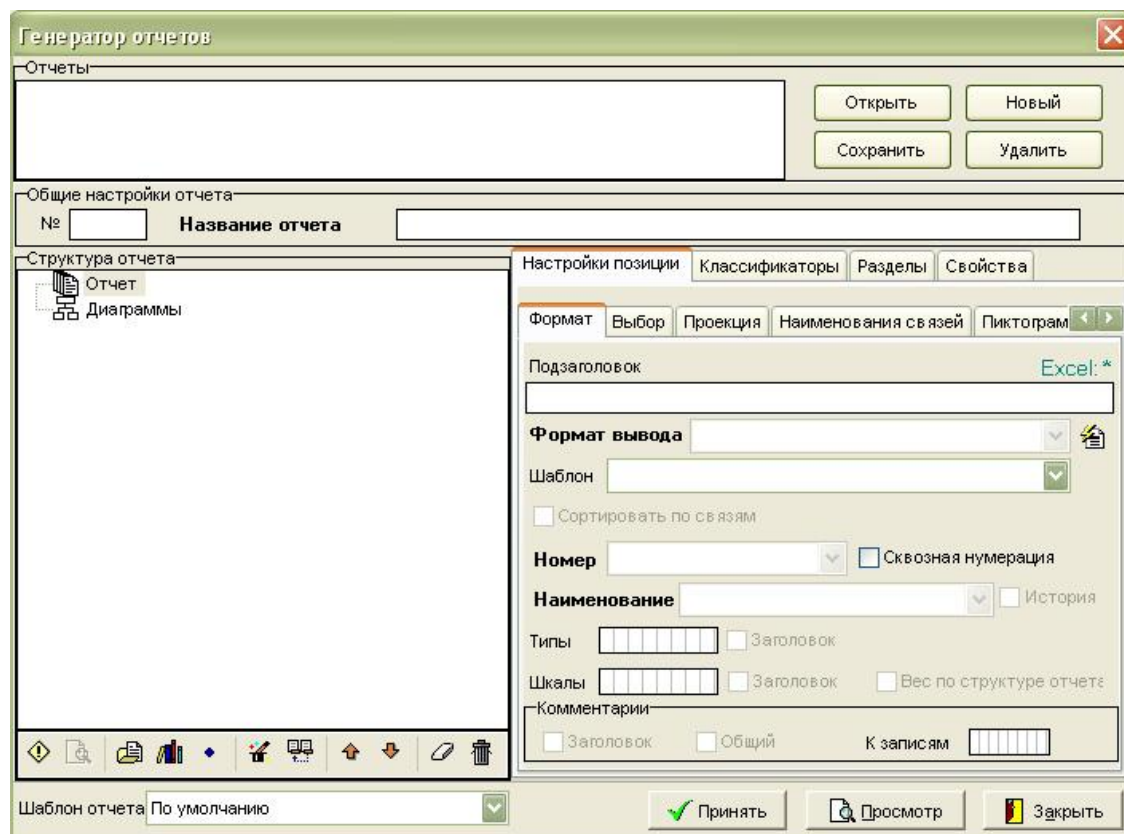 Генератор отчетов
Отчеты
Открыть Новый
Сохранить Удалить
Общие настройки отчета
№ Название отчета
Структура отчета
Отчет
Диаграммы
Настройки позиции Классификаторы Разделы Свойства
Формат Выбор Проекция Наименования связей Пиктограм
Подзаголовок Excel: *
Формат вывода
Шаблон
Сортировать по связям
Номер Сквозная нумерация
Наименование История
Типы Заголовок
Шкалы Заголовок Вес по структуре отчета
Комментарии
Заголовок Общий К записям
Шаблон отчета По умолчанию Принять Просмотр Закрыть